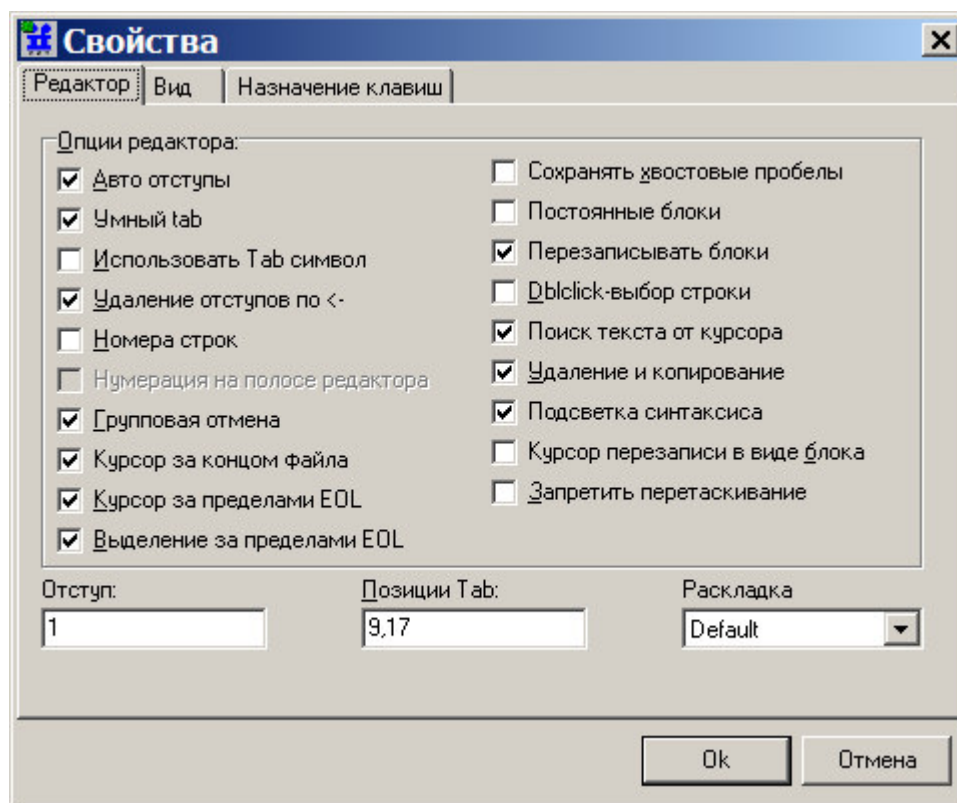 Свойства
Редактор Вид Назначение клавиш
Опции редактора:
Авто отступы
Умный tab
Использовать Tab символ
Удаление отступов по <-
Номера строк
Нумерация на полосе редактора
Групповая отмена
Курсор за концом файла
Курсор за пределами EOL
Выделение за пределами EOL
Сохранять хвостовые пробелы
Постоянные блоки
Перезаписывать блоки
Dblclick-выбор строки
Поиск текста от курсора
Удаление и копирование
Подсветка синтаксиса
Курсор перезаписи в виде блока
Запретить перетаскивание
Отступ: Позиции Tab: Раскладка
1 9,17 Default
Ok Отмена